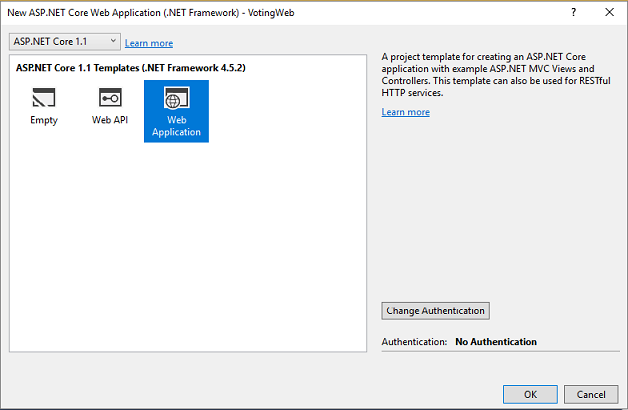 New ASP.NET Core Web Application (.NET Framework) - VotingWeb
ASP.NET Core 1.1
Learn more
ASP.NET Core 1.1 Templates (.NET Framework 4.5.2)
Empty
Web API
Web
Application
A project template for creating an ASP.NET Core
application with example ASP.NET MVC Views and
Controllers. This template can also be used for RESTful
HTTP services.
Learn more
Change Authentication
Authentication: No Authentication
OK
Cancel